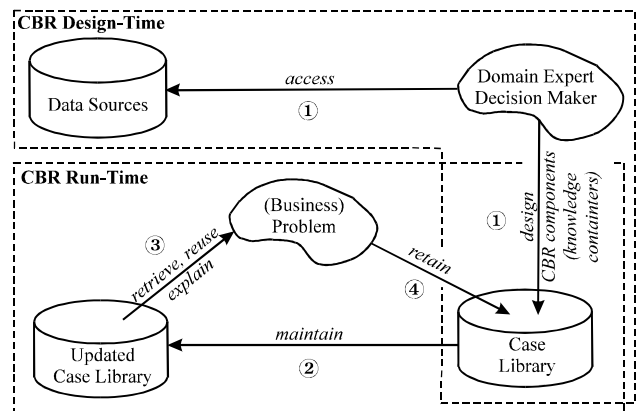 CBR Design-Time
access
①
Data Sources
Domain Expert
Decision Maker
①
design
CBR components
(knowledge
containters)
CBR Run-Time
(Business)
Problem
③
retrieve, reuse
explain
retain
④
Updated
Case Library
maintain
②
Case
Library